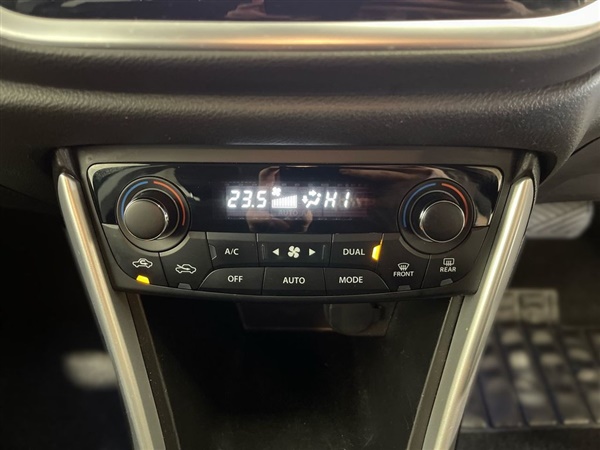 23.5 HI
A/C DUAL
OFF AUTO MODE FRONT REAR